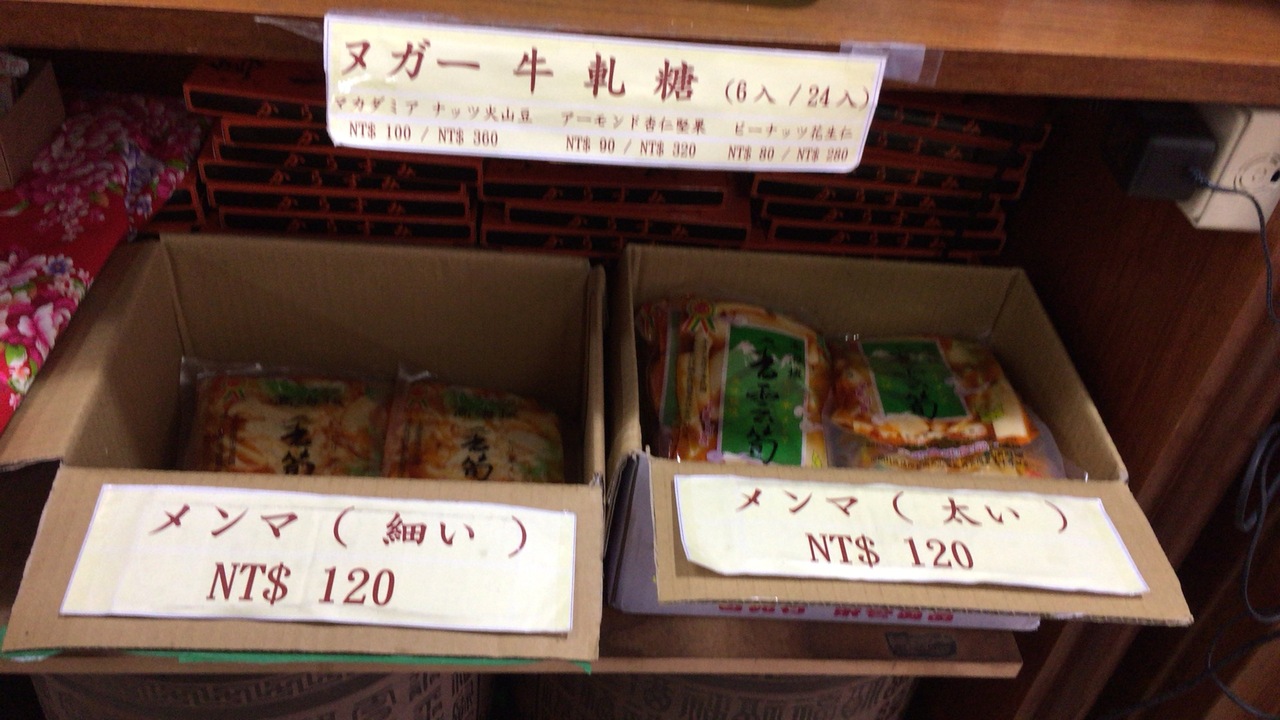 ヌガー 牛軋糖 (6入 / 24入)
マカダミア ナッツ火山豆 アーモンド杏仁堅果 ピーナッツ花生仁
NT$ 100 / NT$ 360 NT$ 90 / NT$ 320 NT$ 80 / NT$ 280
メンマ ( 細い )
NT$ 120
メンマ ( 太い )
NT$ 120